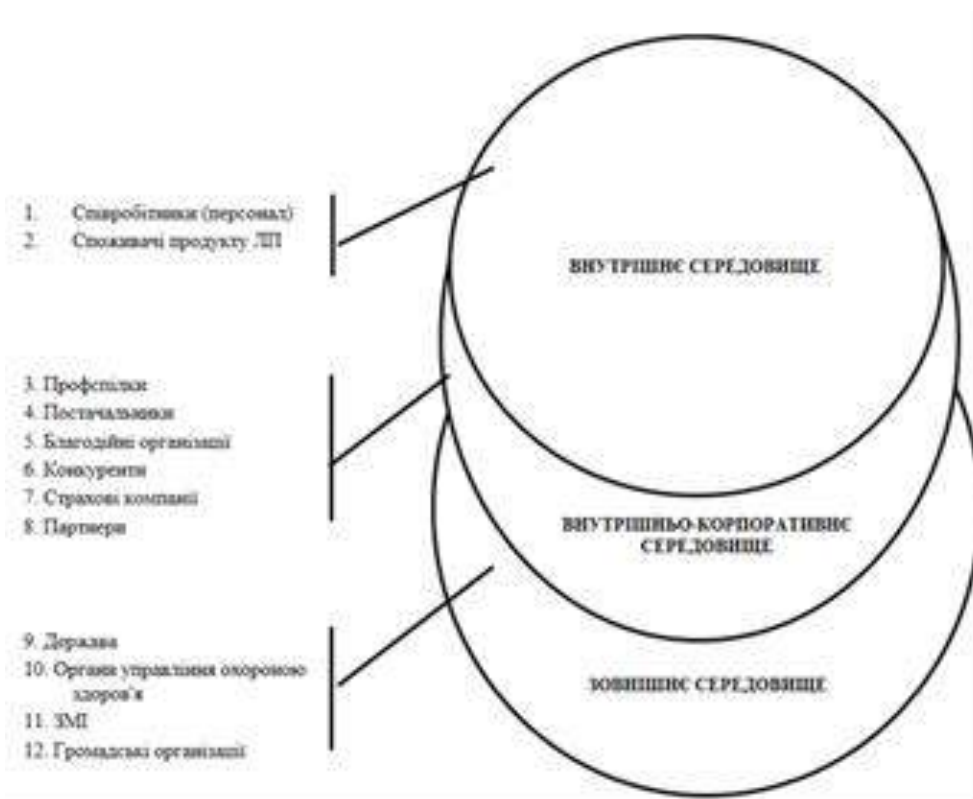 1. Співробітники (персонал)
2. Споживачі продукту ЛП
ВНУТРІШНЄ СЕРЕДОВИЩЕ
3. Профспілки
4. Постачальники
5. Благодійні організації
6. Конкуренти
7. Страхові компанії
8. Партнери
ВНУТРІШНЬО-КОРПОРАТИВНЄ
СЕРЕДОВИЩЕ
9. Держава
10. Органи управління охороною
здоров'я
11. ЗМІ
12. Громадські організації
ЗОВНІШНЄ СЕРЕДОВИЩЕ